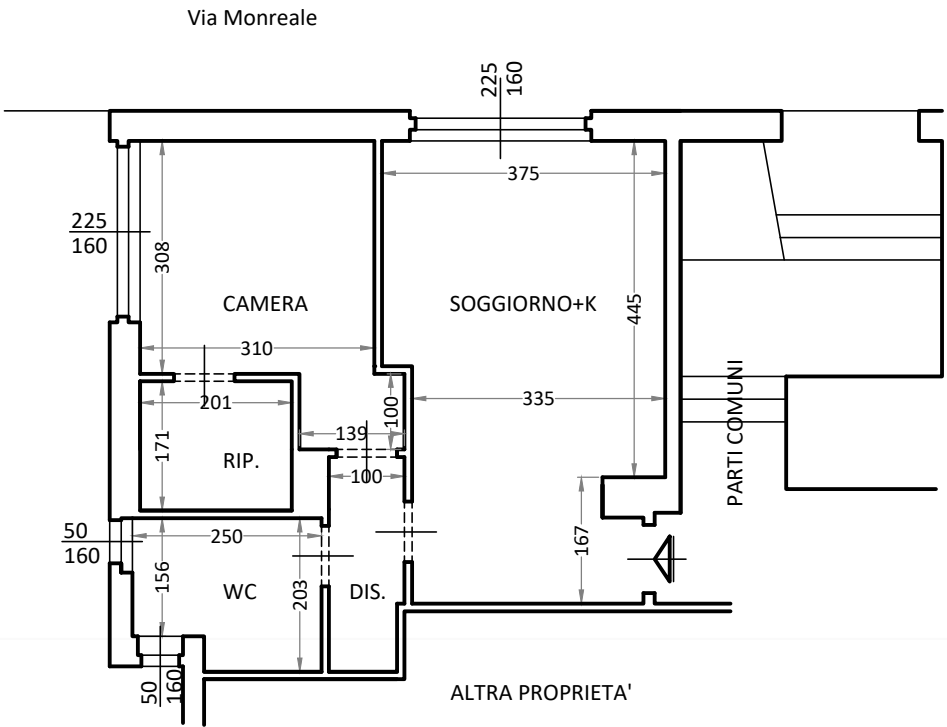 Via Monreale
225
160
375
225
160
308
CAMERA
SOGGIORNO+K
445
310
PARTI COMUNI
201
100
335
139
171
RIP.
100
50
160
250
167
156
WC
203
DIS.
50
160
ALTRA PROPRIETA'